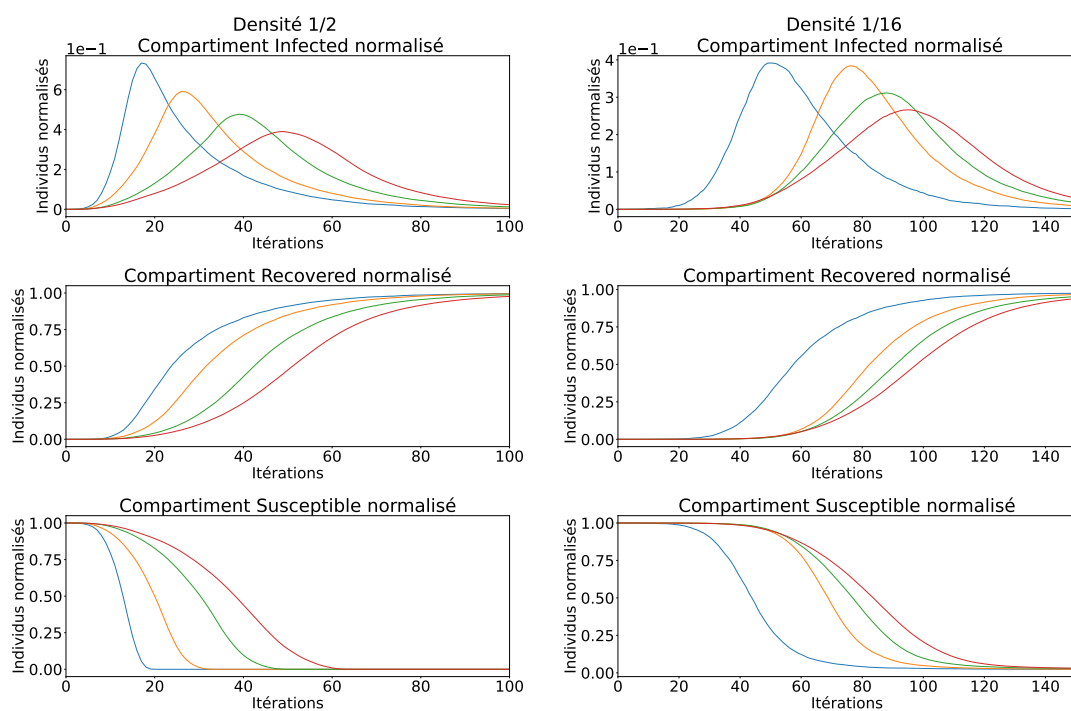 Densité 1/2
Compartiment Infected normalisé
1e−1
6
4
2
0
Individus normalisés
0 20 40 60 80 100
Itérations
Densité 1/16
Compartiment Infected normalisé
1e−1
4
3
2
1
0
Individus normalisés
0 20 40 60 80 100 120 140
Itérations
Compartiment Recovered normalisé
1.00
0.75
0.50
0.25
0.00
Individus normalisés
0 20 40 60 80 100
Itérations
Compartiment Recovered normalisé
1.00
0.75
0.50
0.25
0.00
Individus normalisés
0 20 40 60 80 100 120 140
Itérations
Compartiment Susceptible normalisé
1.00
0.75
0.50
0.25
0.00
Individus normalisés
0 20 40 60 80 100
Itérations
Compartiment Susceptible normalisé
1.00
0.75
0.50
0.25
0.00
Individus normalisés
0 20 40 60 80 100 120 140
Itérations